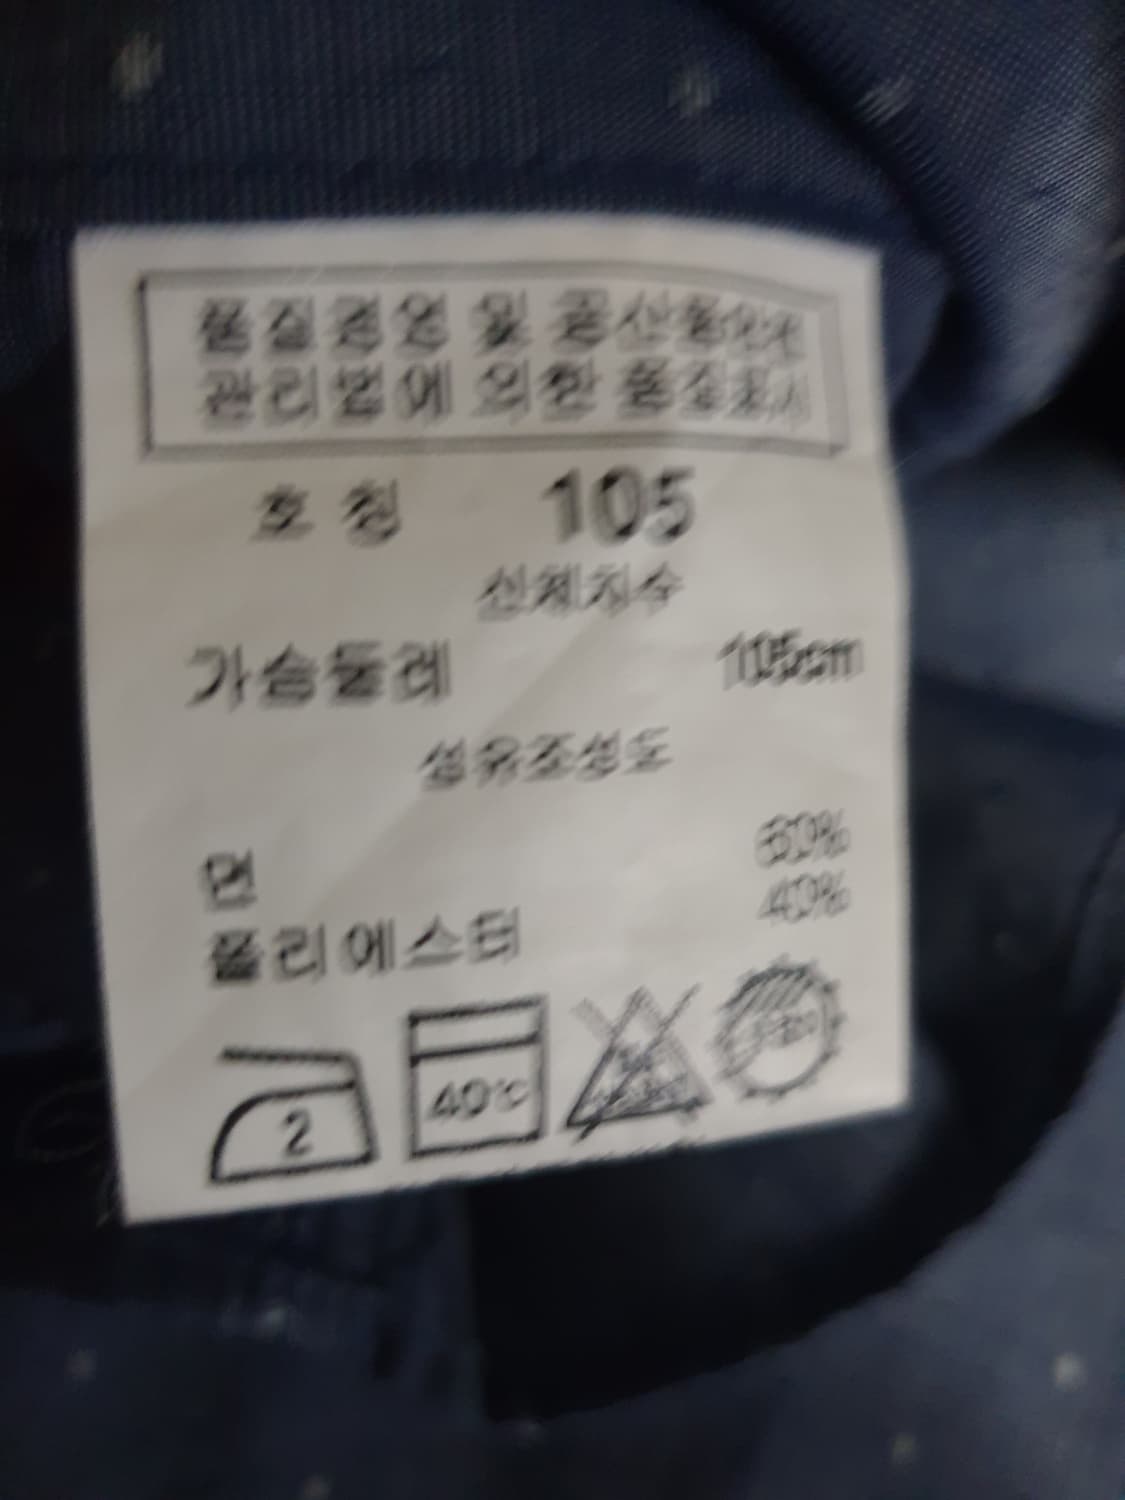 품질경영 및 공산품안전
관리법에 의한 품질표시
호 칭 105
신체치수
가슴둘레 105cm
섬유조성도
면 60%
폴리에스터 40%
2 40℃